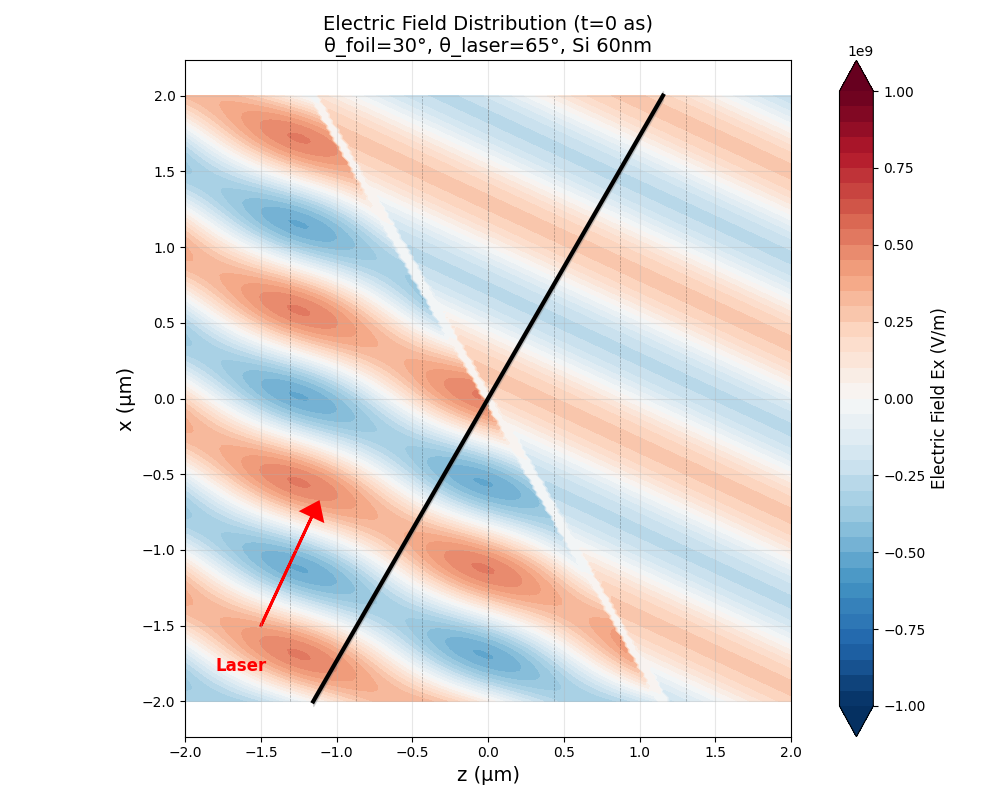 Electric Field Distribution (t=0 as)
θ_foil=30°, θ_laser=65°, Si 60nm
1e9
2.0
1.5
1.0
0.5
0.0
−0.5
−1.0
−1.5
−2.0
x (μm)
Laser
−2.0 −1.5 −1.0 −0.5 0.0 0.5 1.0 1.5 2.0
z (μm)
1.00
0.75
0.50
0.25
0.00
−0.25
−0.50
−0.75
−1.00
Electric Field Ex (V/m)